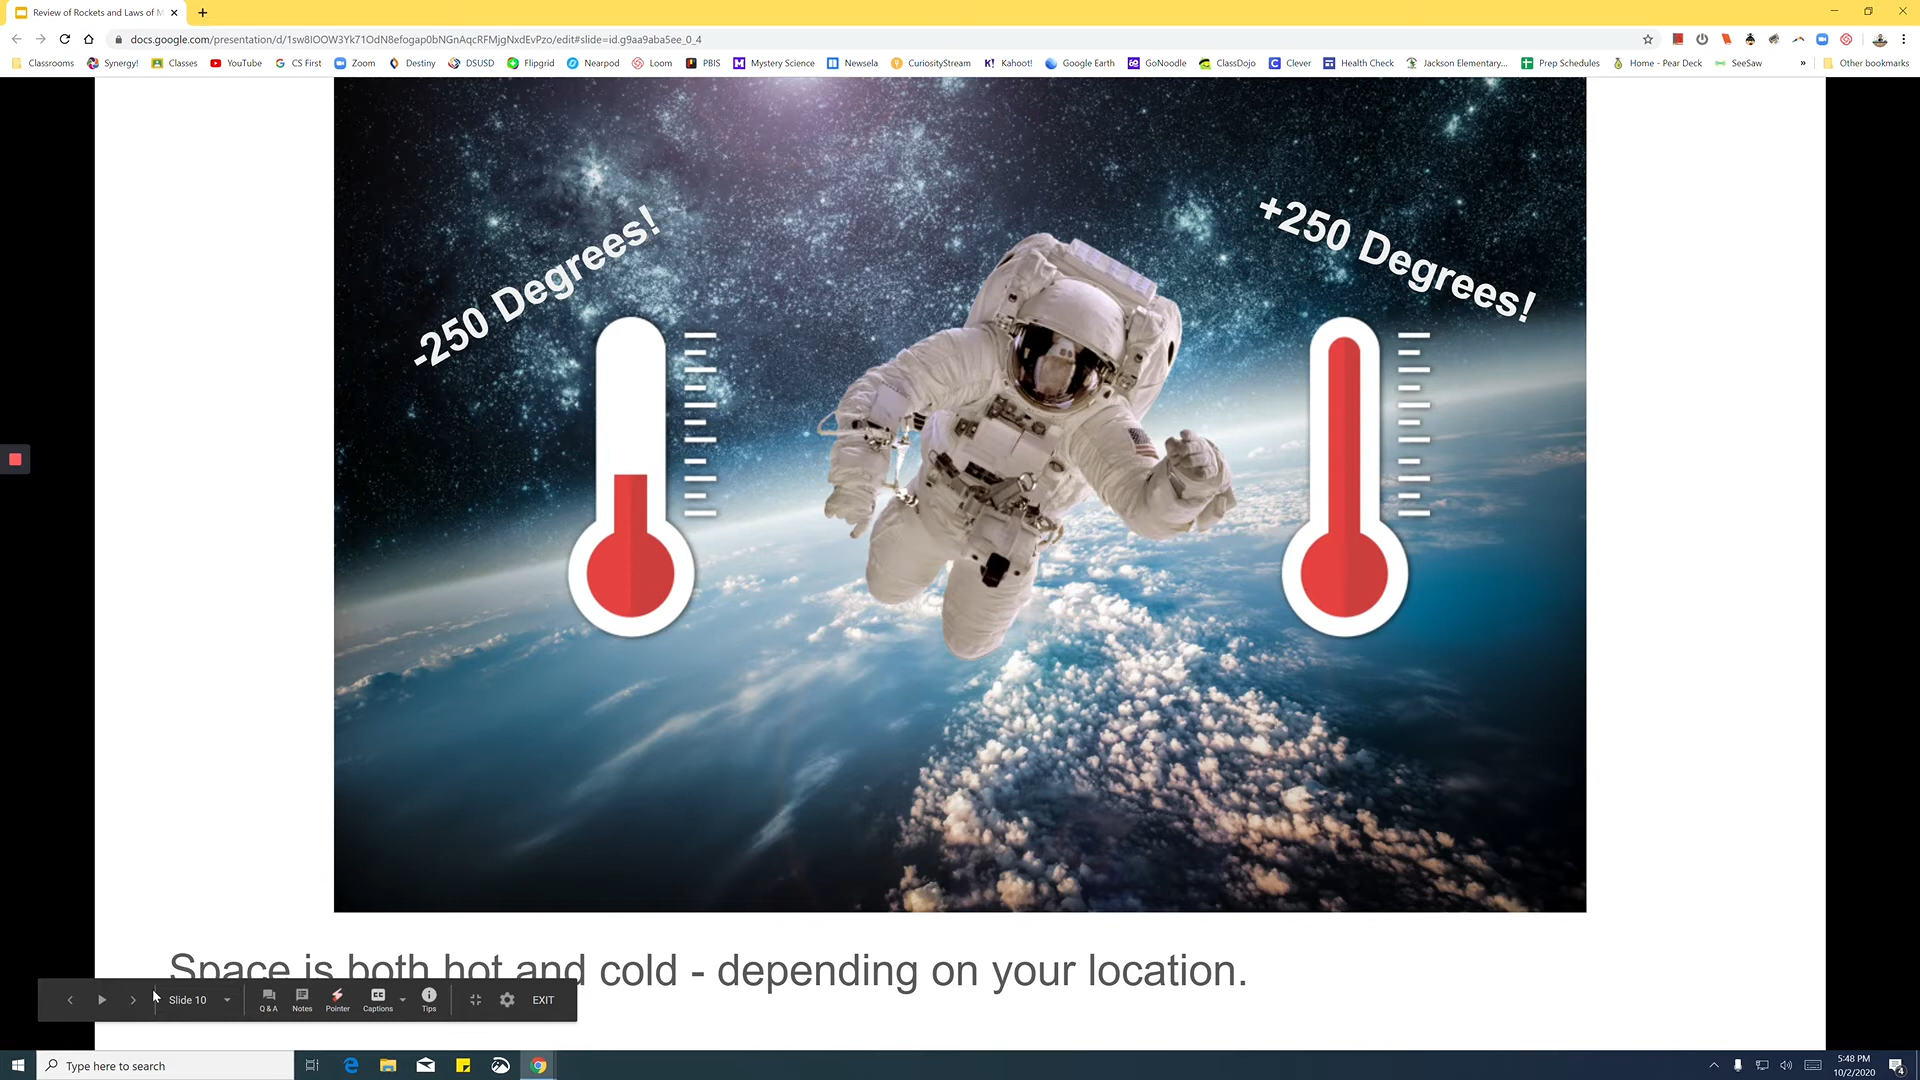 Review of Rockets and Laws of M
docs.google.com/presentation/d/1sw8IOOW3Yk71OdN8efogap0bNGnAqcRFMjgNxdEvPzo/edit#slide=id.g9aa9aba5ee_0_4
Classrooms Synergy! Classes YouTube CS First Zoom Destiny DSUSD Flipgrid Nearpod Loom PBIS Mystery Science Newsela CuriosityStream Kahoot! Google Earth GoNoodle ClassDojo Clever Health Check Jackson Elementary... Prep Schedules Home - Pear Deck SeeSaw » Other bookmarks
-250 Degrees!
+250 Degrees!
Space is both hot and cold - depending on your location.
Slide 10 Q & A Notes Pointer Captions Tips EXIT
Type here to search
5:48 PM
10/2/2020
4